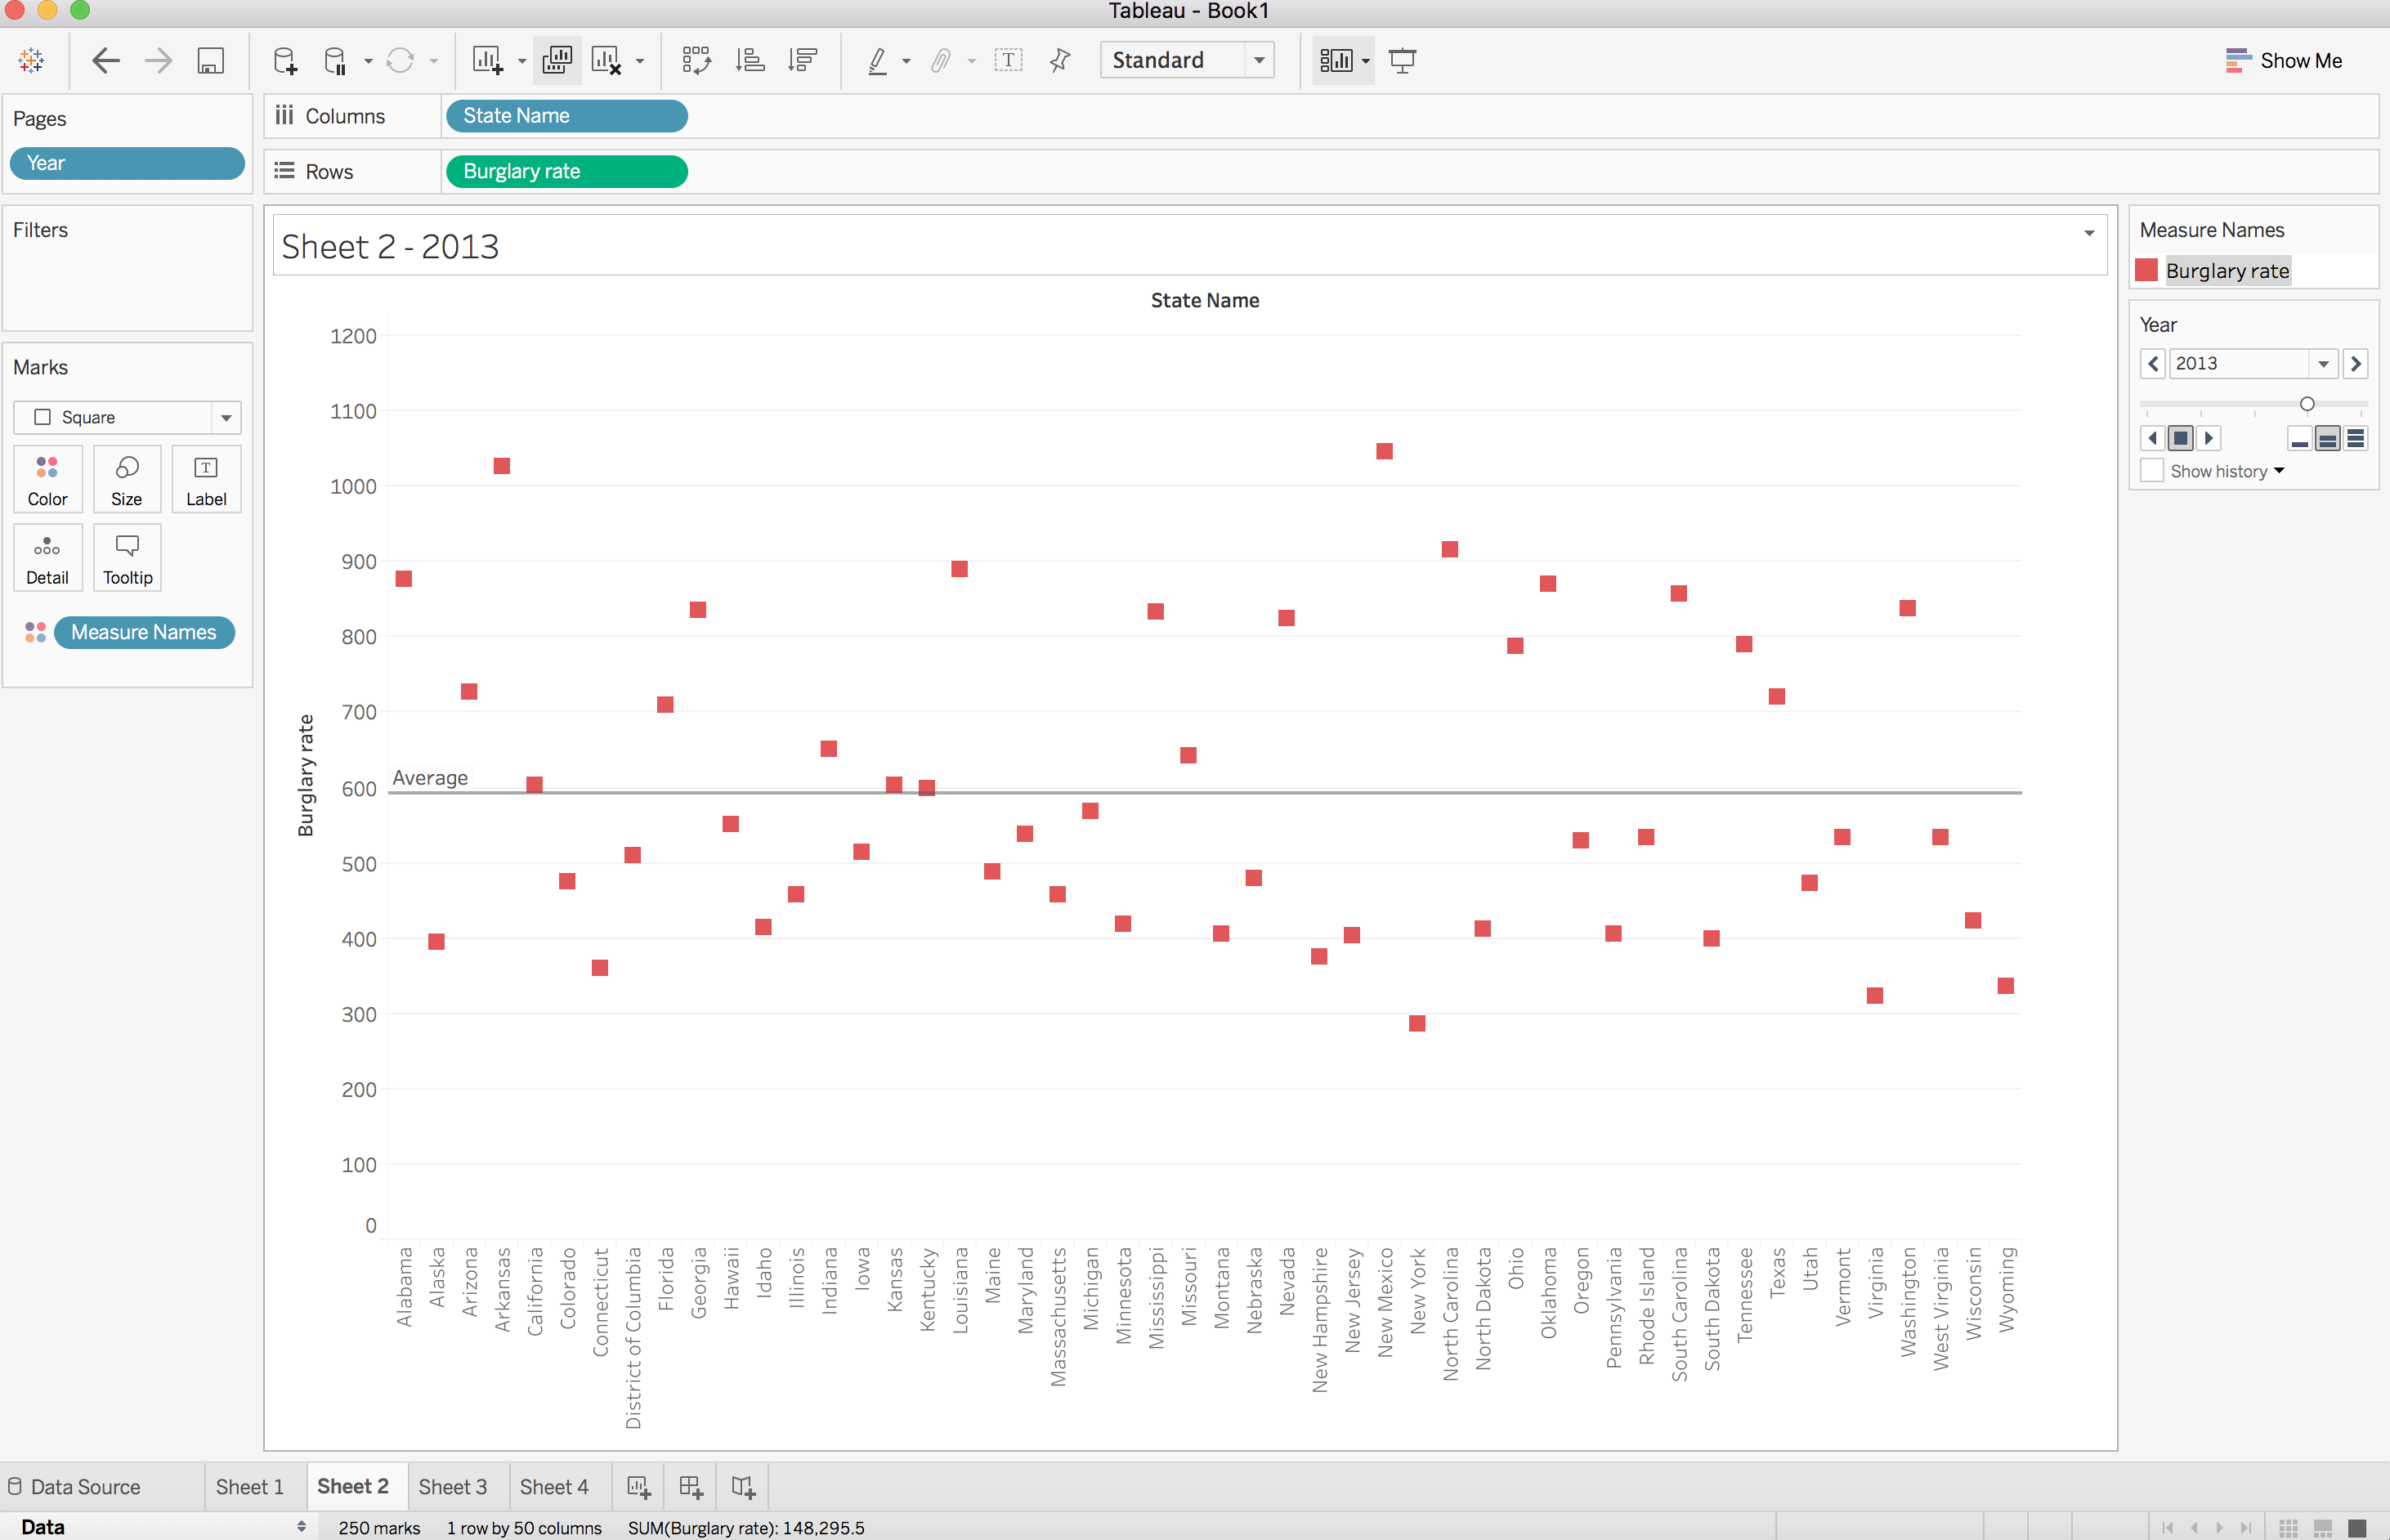 Tableau - Book1
Standard
Show Me
Pages
Year
Columns
State Name
Rows
Burglary rate
Filters
Marks
Square
Color
Size
Label
Detail
Tooltip
Measure Names
Sheet 2 - 2013
State Name
Burglary rate
1200
1100
1000
900
800
700
600
500
400
300
200
100
0
Average
Alabama
Alaska
Arizona
Arkansas
California
Colorado
Connecticut
District of Columbia
Florida
Georgia
Hawaii
Idaho
Illinois
Indiana
Iowa
Kansas
Kentucky
Louisiana
Maine
Maryland
Massachusetts
Michigan
Minnesota
Mississippi
Missouri
Montana
Nebraska
Nevada
New Hampshire
New Jersey
New Mexico
New York
North Carolina
North Dakota
Ohio
Oklahoma
Oregon
Pennsylvania
Rhode Island
South Carolina
South Dakota
Tennessee
Texas
Utah
Vermont
Virginia
Washington
West Virginia
Wisconsin
Wyoming
Measure Names
Burglary rate
Year
2013
Show history
Data Source
Sheet 1
Sheet 2
Sheet 3
Sheet 4
Data
250 marks
1 row by 50 columns
SUM(Burglary rate): 148,295.5